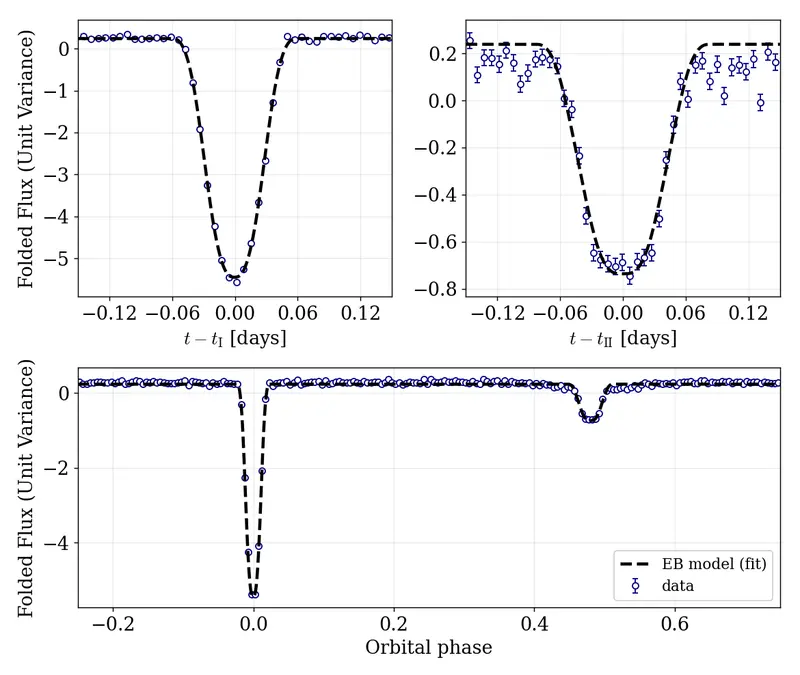 Folded Flux (Unit Variance)
0
−1
−2
−3
−4
−5
−0.12 −0.06 0.00 0.06 0.12
t − t_I [days]
0.2
0.0
−0.2
−0.4
−0.6
−0.8
−0.12 −0.06 0.00 0.06 0.12
t − t_II [days]
Folded Flux (Unit Variance)
0
−2
−4
−0.2 0.0 0.2 0.4 0.6
Orbital phase
EB model (fit)
data